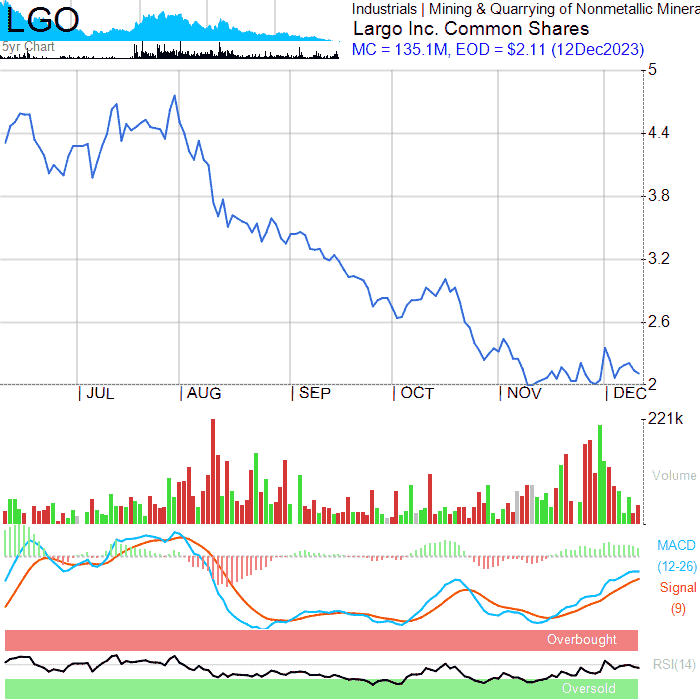 LGO
Industrials | Mining & Quarrying of Nonmetallic Minera
Largo Inc. Common Shares
5yr Chart
MC = 135.1M, EOD = $2.11 (12Dec2023)
5
4.4
3.8
3.2
2.6
2
| JUL | AUG | SEP | OCT | NOV | DEC
221k
Volume
MACD
(12-26)
Signal
(9)
Overbought
RSI(14)
Oversold